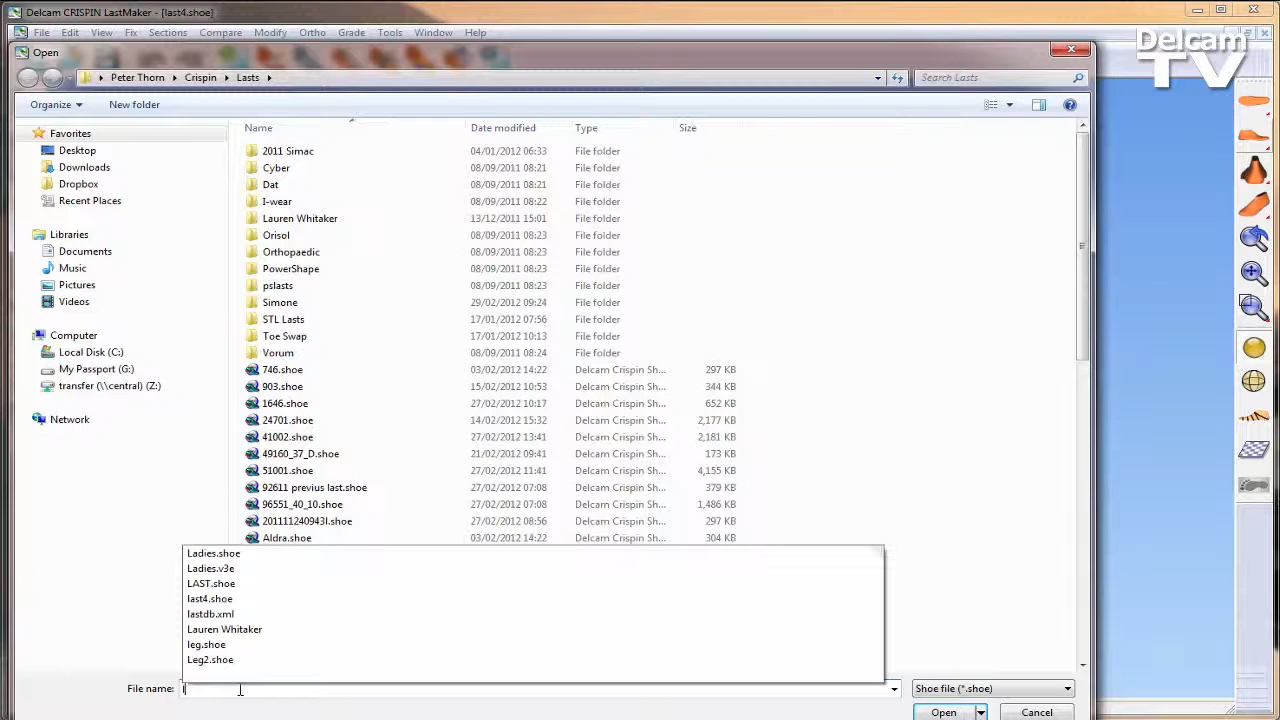 Delcam CRISPIN LastMaker - [last4.shoe]
File Edit View Fix Sections Compare Modify Ortho Grade Tools Window Help
Delcam
TV
Open
Peter Thorn Crispin Lasts
Search Lasts
Organize New folder
Name Date modified Type Size
Favorites
Desktop
Downloads
Dropbox
Recent Places
Libraries
Documents
Music
Pictures
Videos
Computer
Local Disk (C:)
My Passport (G:)
transfer (\\central) (Z:)
Network
2011 Simac 04/01/2012 06:33 File folder
Cyber 08/09/2011 08:21 File folder
Dat 08/09/2011 08:21 File folder
I-wear 08/09/2011 08:22 File folder
Lauren Whitaker 13/12/2011 15:01 File folder
Orisol 08/09/2011 08:23 File folder
Orthopaedic 08/09/2011 08:23 File folder
PowerShape 08/09/2011 08:23 File folder
pslasts 08/09/2011 08:23 File folder
Simone 29/02/2012 09:24 File folder
STL Lasts 17/01/2012 07:56 File folder
Toe Swap 17/01/2012 10:13 File folder
Vorum 08/09/2011 08:24 File folder
746.shoe 03/02/2012 14:22 Delcam Crispin Sh... 297 KB
903.shoe 15/02/2012 10:53 Delcam Crispin Sh... 344 KB
1646.shoe 27/02/2012 10:17 Delcam Crispin Sh... 652 KB
24701.shoe 14/02/2012 15:32 Delcam Crispin Sh... 2,177 KB
41002.shoe 27/02/2012 13:41 Delcam Crispin Sh... 2,181 KB
49160_37_D.shoe 21/02/2012 09:41 Delcam Crispin Sh... 173 KB
51001.shoe 27/02/2012 11:41 Delcam Crispin Sh... 4,155 KB
92611 previus last.shoe 27/02/2012 07:08 Delcam Crispin Sh... 379 KB
96551_40_10.shoe 27/02/2012 07:08 Delcam Crispin Sh... 1,486 KB
201111240943I.shoe 27/02/2012 08:56 Delcam Crispin Sh... 297 KB
Aldra.shoe 03/02/2012 14:22 Delcam Crispin Sh... 304 KB
Ladies.shoe
Ladies.v3e
LAST.shoe
last4.shoe
lastdb.xml
Lauren Whitaker
leg.shoe
Leg2.shoe
File name: l
Shoe file (*.shoe)
Open Cancel